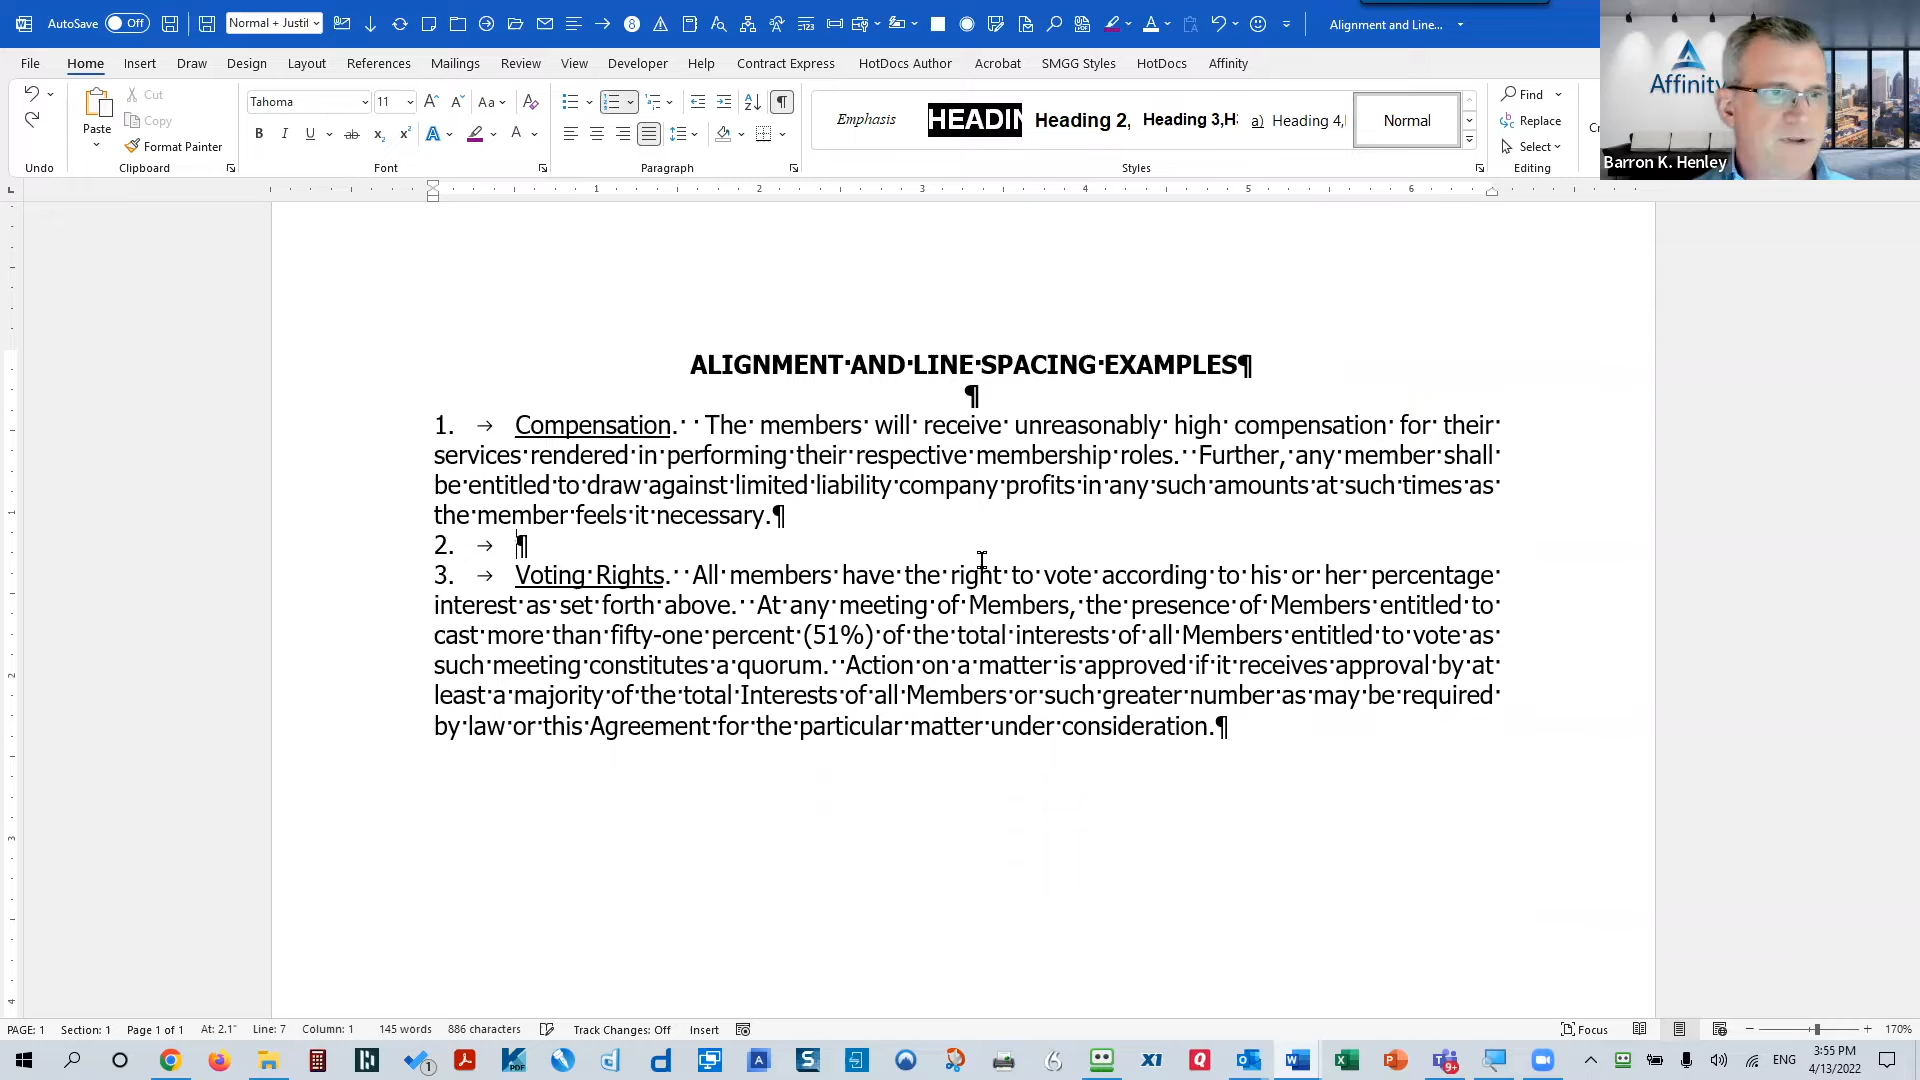 AutoSave Off Normal + Justif Alignment and Line...
File Home Insert Draw Design Layout References Mailings Review View Developer Help Contract Express HotDocs Author Acrobat SMGG Styles HotDocs Affinity
Affinity
Barron K. Henley
Paste
Cut
Copy
Format Painter
Tahoma 11
Emphasis HEADIN Heading 2, Heading 3,H: a) Heading 4,I Normal
Find
Replace
Select
Undo Clipboard Font Paragraph Styles Editing
1 2 3 4 5 6
ALIGNMENT·AND·LINE·SPACING·EXAMPLES¶
¶
1. → Compensation.··The·members·will·receive·unreasonably·high·compensation·for·their·
services·rendered·in·performing·their·respective·membership·roles.··Further,·any·member·shall·
be·entitled·to·draw·against·limited·liability·company·profits·in·any·such·amounts·at·such·times·as·
the·member·feels·it·necessary.¶
2. → ¶
3. → Voting·Rights.··All·members·have·the·right·to·vote·according·to·his·or·her·percentage·
interest·as·set·forth·above.··At·any·meeting·of·Members,·the·presence·of·Members·entitled·to·
cast·more·than·fifty-one·percent·(51%)·of·the·total·interests·of·all·Members·entitled·to·vote·as·
such·meeting·constitutes·a·quorum.··Action·on·a·matter·is·approved·if·it·receives·approval·by·at·
least·a·majority·of·the·total·Interests·of·all·Members·or·such·greater·number·as·may·be·required·
by·law·or·this·Agreement·for·the·particular·matter·under·consideration.¶
PAGE: 1 Section: 1 Page 1 of 1 At: 2.1" Line: 7 Column: 1 145 words 886 characters Track Changes: Off Insert Focus 170%
ENG 3:55 PM
4/13/2022